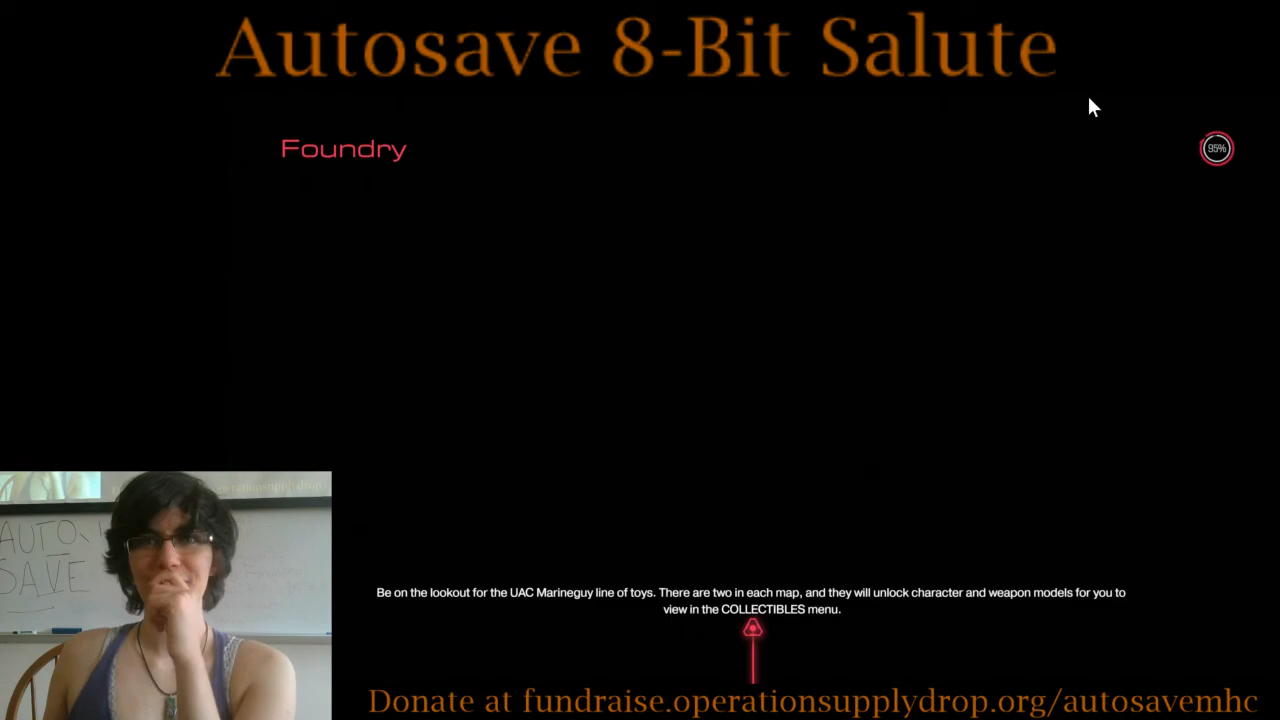 Autosave 8-Bit Salute
Foundry
95%
Be on the lookout for the UAC Marineguy line of toys. There are two in each map, and they will unlock character and weapon models for you to
view in the COLLECTIBLES menu.
AUTO
SAVE
Donate at fundraise.operationsupplydrop.org/autosavemhc